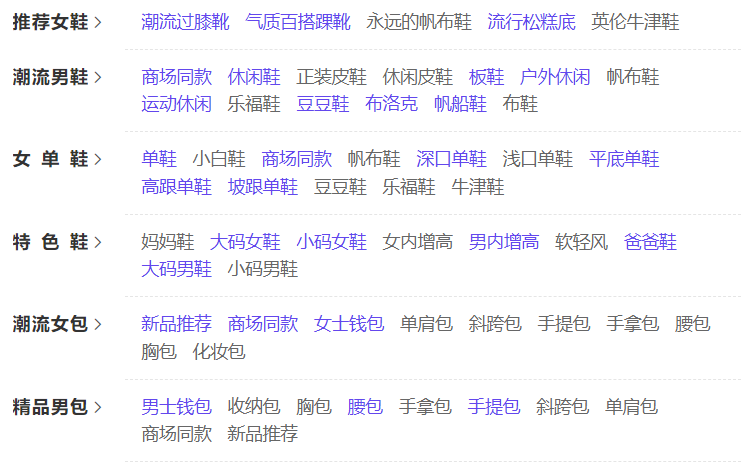 推荐女鞋 > 潮流过膝靴 气质百搭踝靴 永远的帆布鞋 流行松糕底 英伦牛津鞋
潮流男鞋 > 商场同款 休闲鞋 正装皮鞋 休闲皮鞋 板鞋 户外休闲 帆布鞋
运动休闲 乐福鞋 豆豆鞋 布洛克 帆船鞋 布鞋
女单鞋 > 单鞋 小白鞋 商场同款 帆布鞋 深口单鞋 浅口单鞋 平底单鞋
高跟单鞋 坡跟单鞋 豆豆鞋 乐福鞋 牛津鞋
特色鞋 > 妈妈鞋 大码女鞋 小码女鞋 女内增高 男内增高 软轻风 爸爸鞋
大码男鞋 小码男鞋
潮流女包 > 新品推荐 商场同款 女士钱包 单肩包 斜跨包 手提包 手拿包 腰包
胸包 化妆包
精品男包 > 男士钱包 收纳包 胸包 腰包 手拿包 手提包 斜跨包 单肩包
商场同款 新品推荐